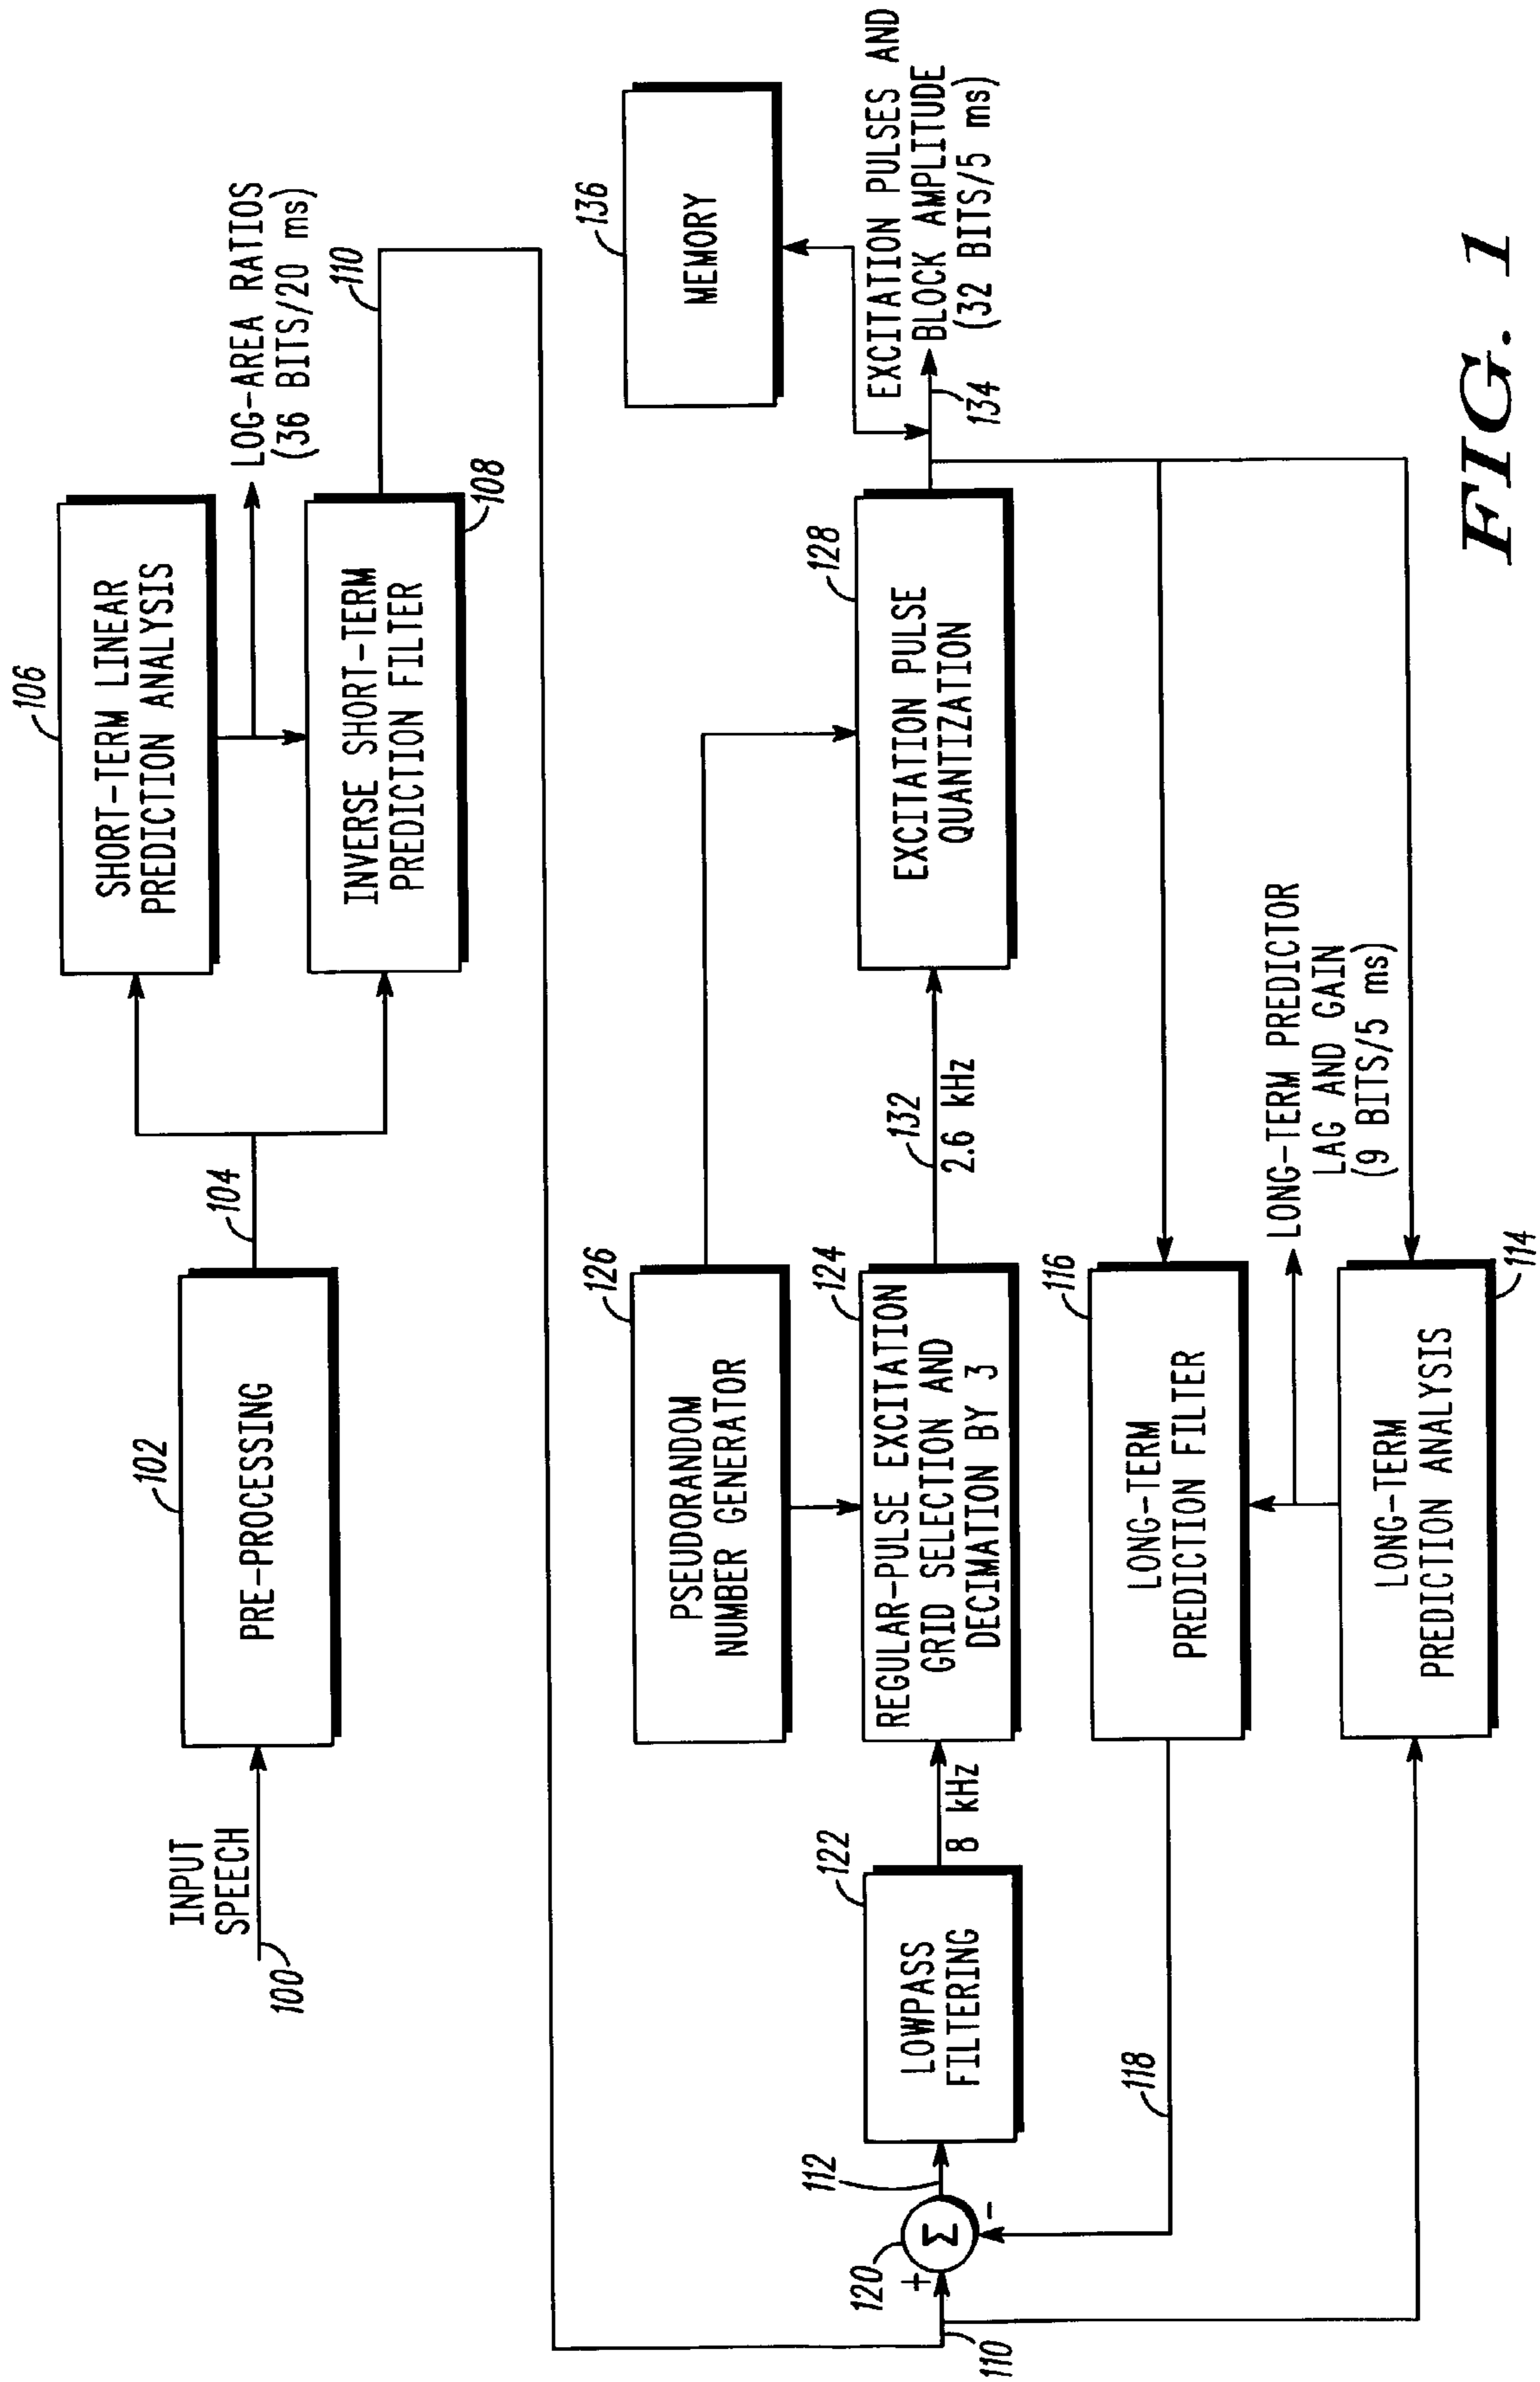 106
SHORT-TERM LINEAR
PREDICTION ANALYSIS
LOG-AREA RATIOS
(36 BITS/20 ms)
INPUT
SPEECH
100
102
PRE-PROCESSING
104
INVERSE SHORT-TERM
PREDICTION FILTER
108
110
126
PSEUDORANDOM
NUMBER GENERATOR
136
MEMORY
120
+
Σ
-
112
122
LOWPASS
FILTERING
8 kHz
124
REGULAR-PULSE EXCITATION
GRID SELECTION AND
DECIMATION BY 3
132
2.6 kHz
128
EXCITATION PULSE
QUANTIZATION
134
EXCITATION PULSES AND
BLOCK AMPLITUDE
(32 BITS/5 ms)
110
118
116
LONG-TERM
PREDICTION FILTER
LONG-TERM PREDICTOR
LAG AND GAIN
(9 BITS/5 ms)
LONG-TERM
PREDICTION ANALYSIS
114
FIG. 1